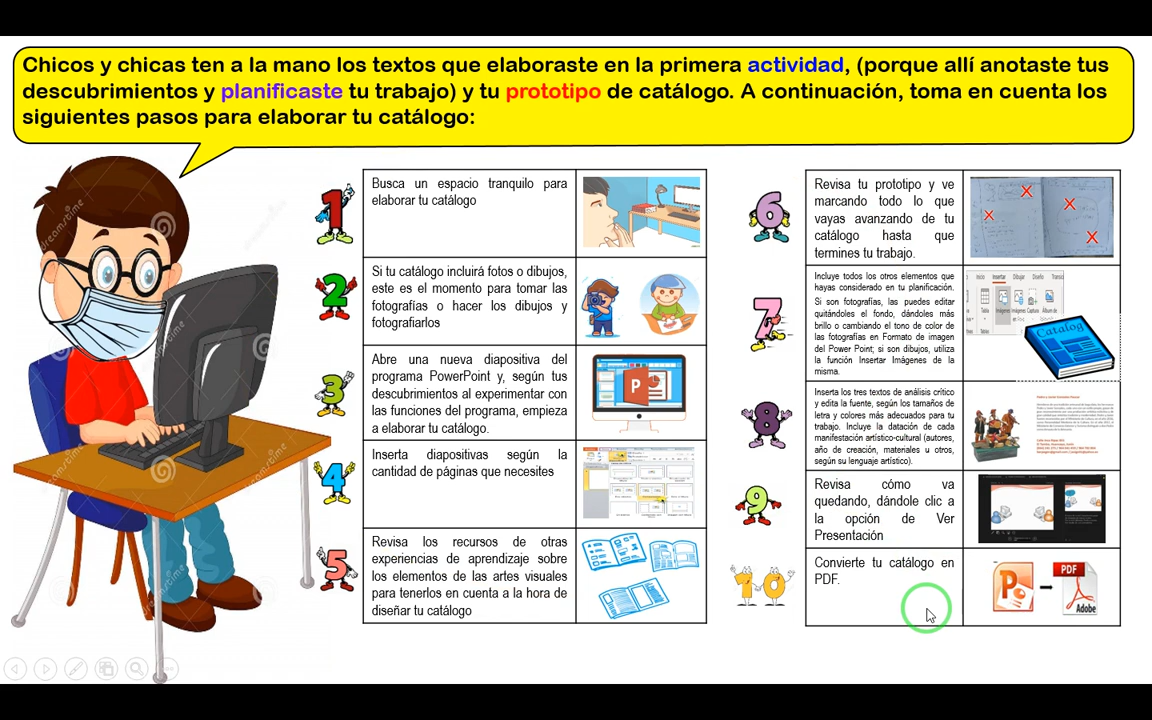 Chicos y chicas ten a la mano los textos que elaboraste en la primera actividad, (porque allí anotaste tus
descubrimientos y planificaste tu trabajo) y tu prototipo de catálogo. A continuación, toma en cuenta los
siguientes pasos para elaborar tu catálogo:
1
Busca un espacio tranquilo para
elaborar tu catálogo
2
Si tu catálogo incluirá fotos o dibujos,
este es el momento para tomar las
fotografías o hacer los dibujos y
fotografiarlos
3
Abre una nueva diapositiva del
programa PowerPoint y, según tus
descubrimientos al experimentar con
las funciones del programa, empieza
a elaborar tu catálogo.
P
4
Inserta diapositivas según la
cantidad de páginas que necesites
5
Revisa los recursos de otras
experiencias de aprendizaje sobre
los elementos de las artes visuales
para tenerlos en cuenta a la hora de
diseñar tu catálogo
6
Revisa tu prototipo y ve
marcando todo lo que
vayas avanzando de tu
catálogo hasta que
termines tu trabajo.
X X X X
7
Incluye todos los otros elementos que
hayas considerado en tu planificación.
Si son fotografías, las puedes editar
quitándoles el fondo, dándoles más
brillo o cambiando el tono de color de
las fotografías en Formato de imagen
del Power Point; si son dibujos, utiliza
la función Insertar Imágenes de la
misma.
Inicio Insertar Dibujar Diseño
Catalog
8
Inserta los tres textos de análisis crítico
y edita la fuente, según los tamaños de
letra y colores más adecuados para tu
trabajo. Incluye la datación de cada
manifestación artístico-cultural (autores,
año de creación, materiales u otros,
según su lenguaje artístico).
9
Revisa cómo va
quedando, dándole clic a
la opción de Ver
Presentación
10
Convierte tu catálogo en
PDF.
P
PDF
Adobe
dreamstime